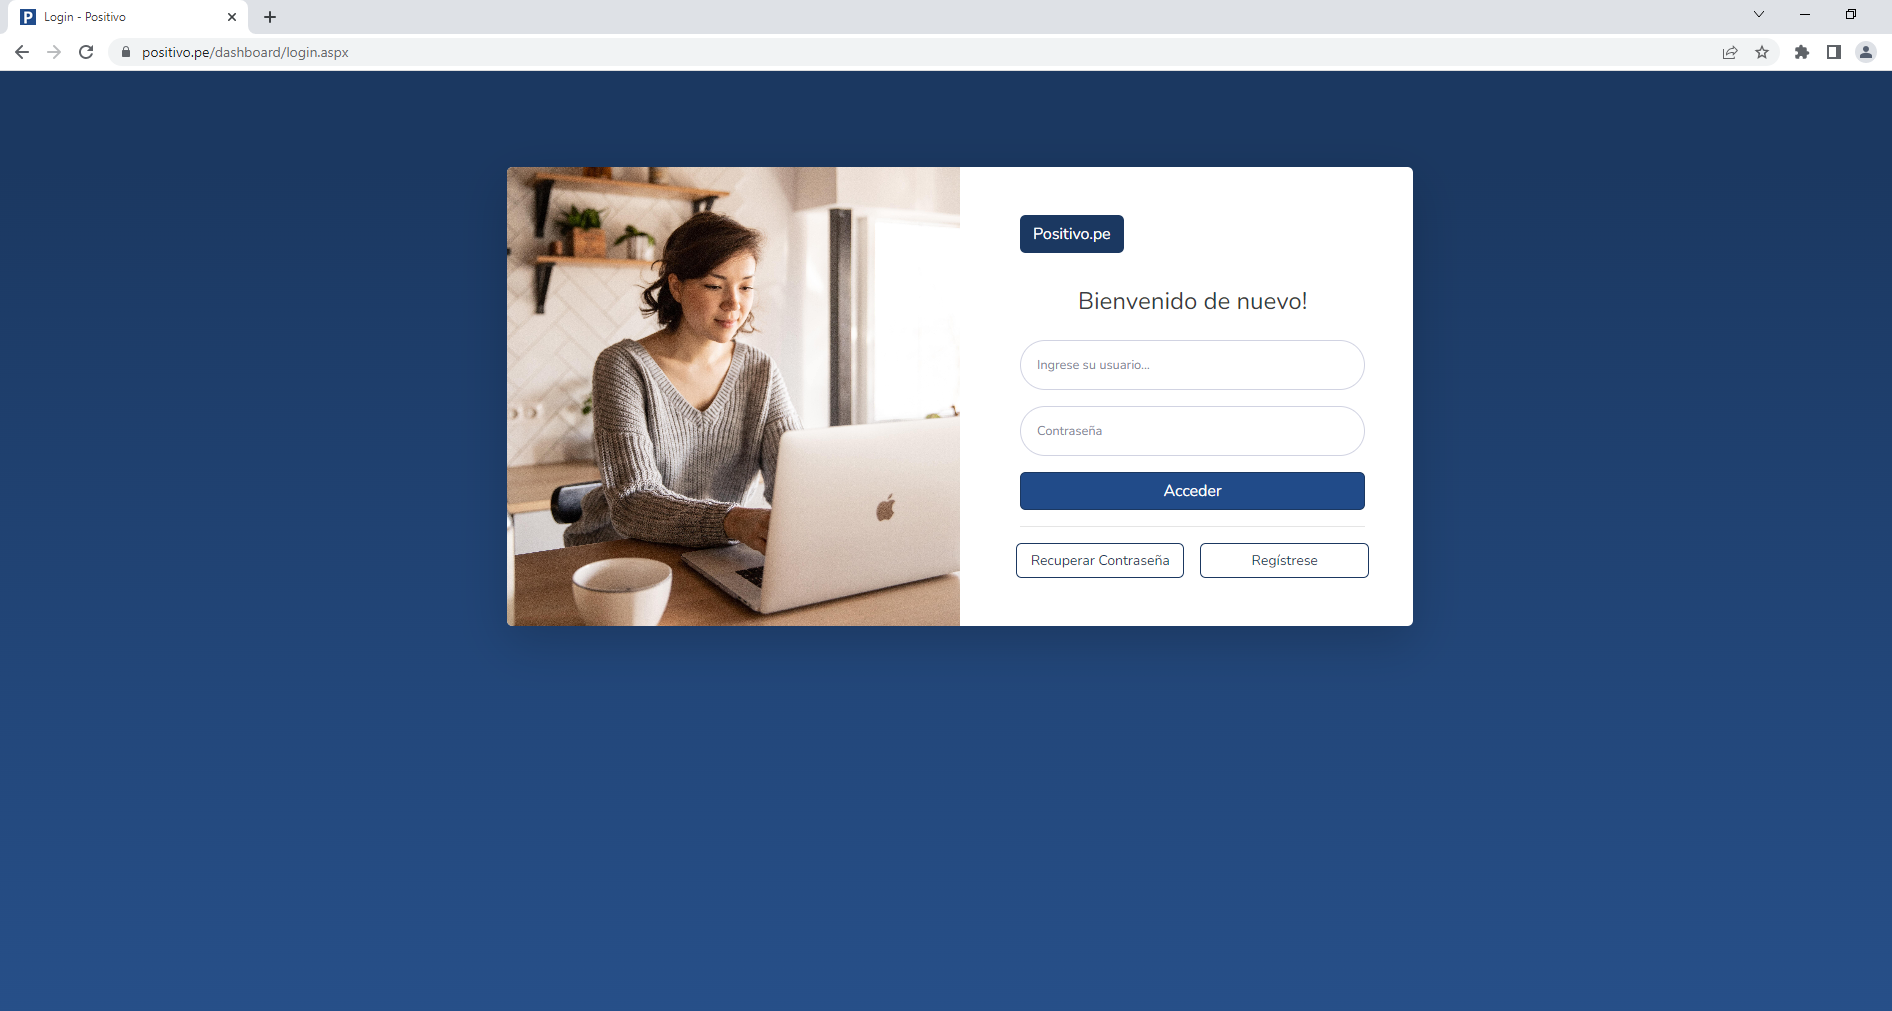 Login - Positivo
positivo.pe/dashboard/login.aspx
Positivo.pe
Bienvenido de nuevo!
Ingrese su usuario...
Contraseña
Acceder
Recuperar Contraseña
Regístrese